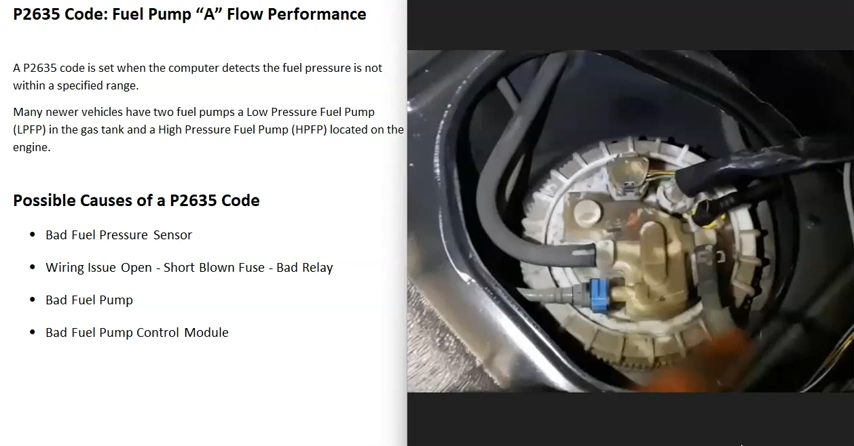 P2635 Code: Fuel Pump “A” Flow Performance
A P2635 code is set when the computer detects the fuel pressure is not
within a specified range.
Many newer vehicles have two fuel pumps a Low Pressure Fuel Pump
(LPFP) in the gas tank and a High Pressure Fuel Pump (HPFP) located on the
engine.
Possible Causes of a P2635 Code
• Bad Fuel Pressure Sensor
• Wiring Issue Open - Short Blown Fuse - Bad Relay
• Bad Fuel Pump
• Bad Fuel Pump Control Module